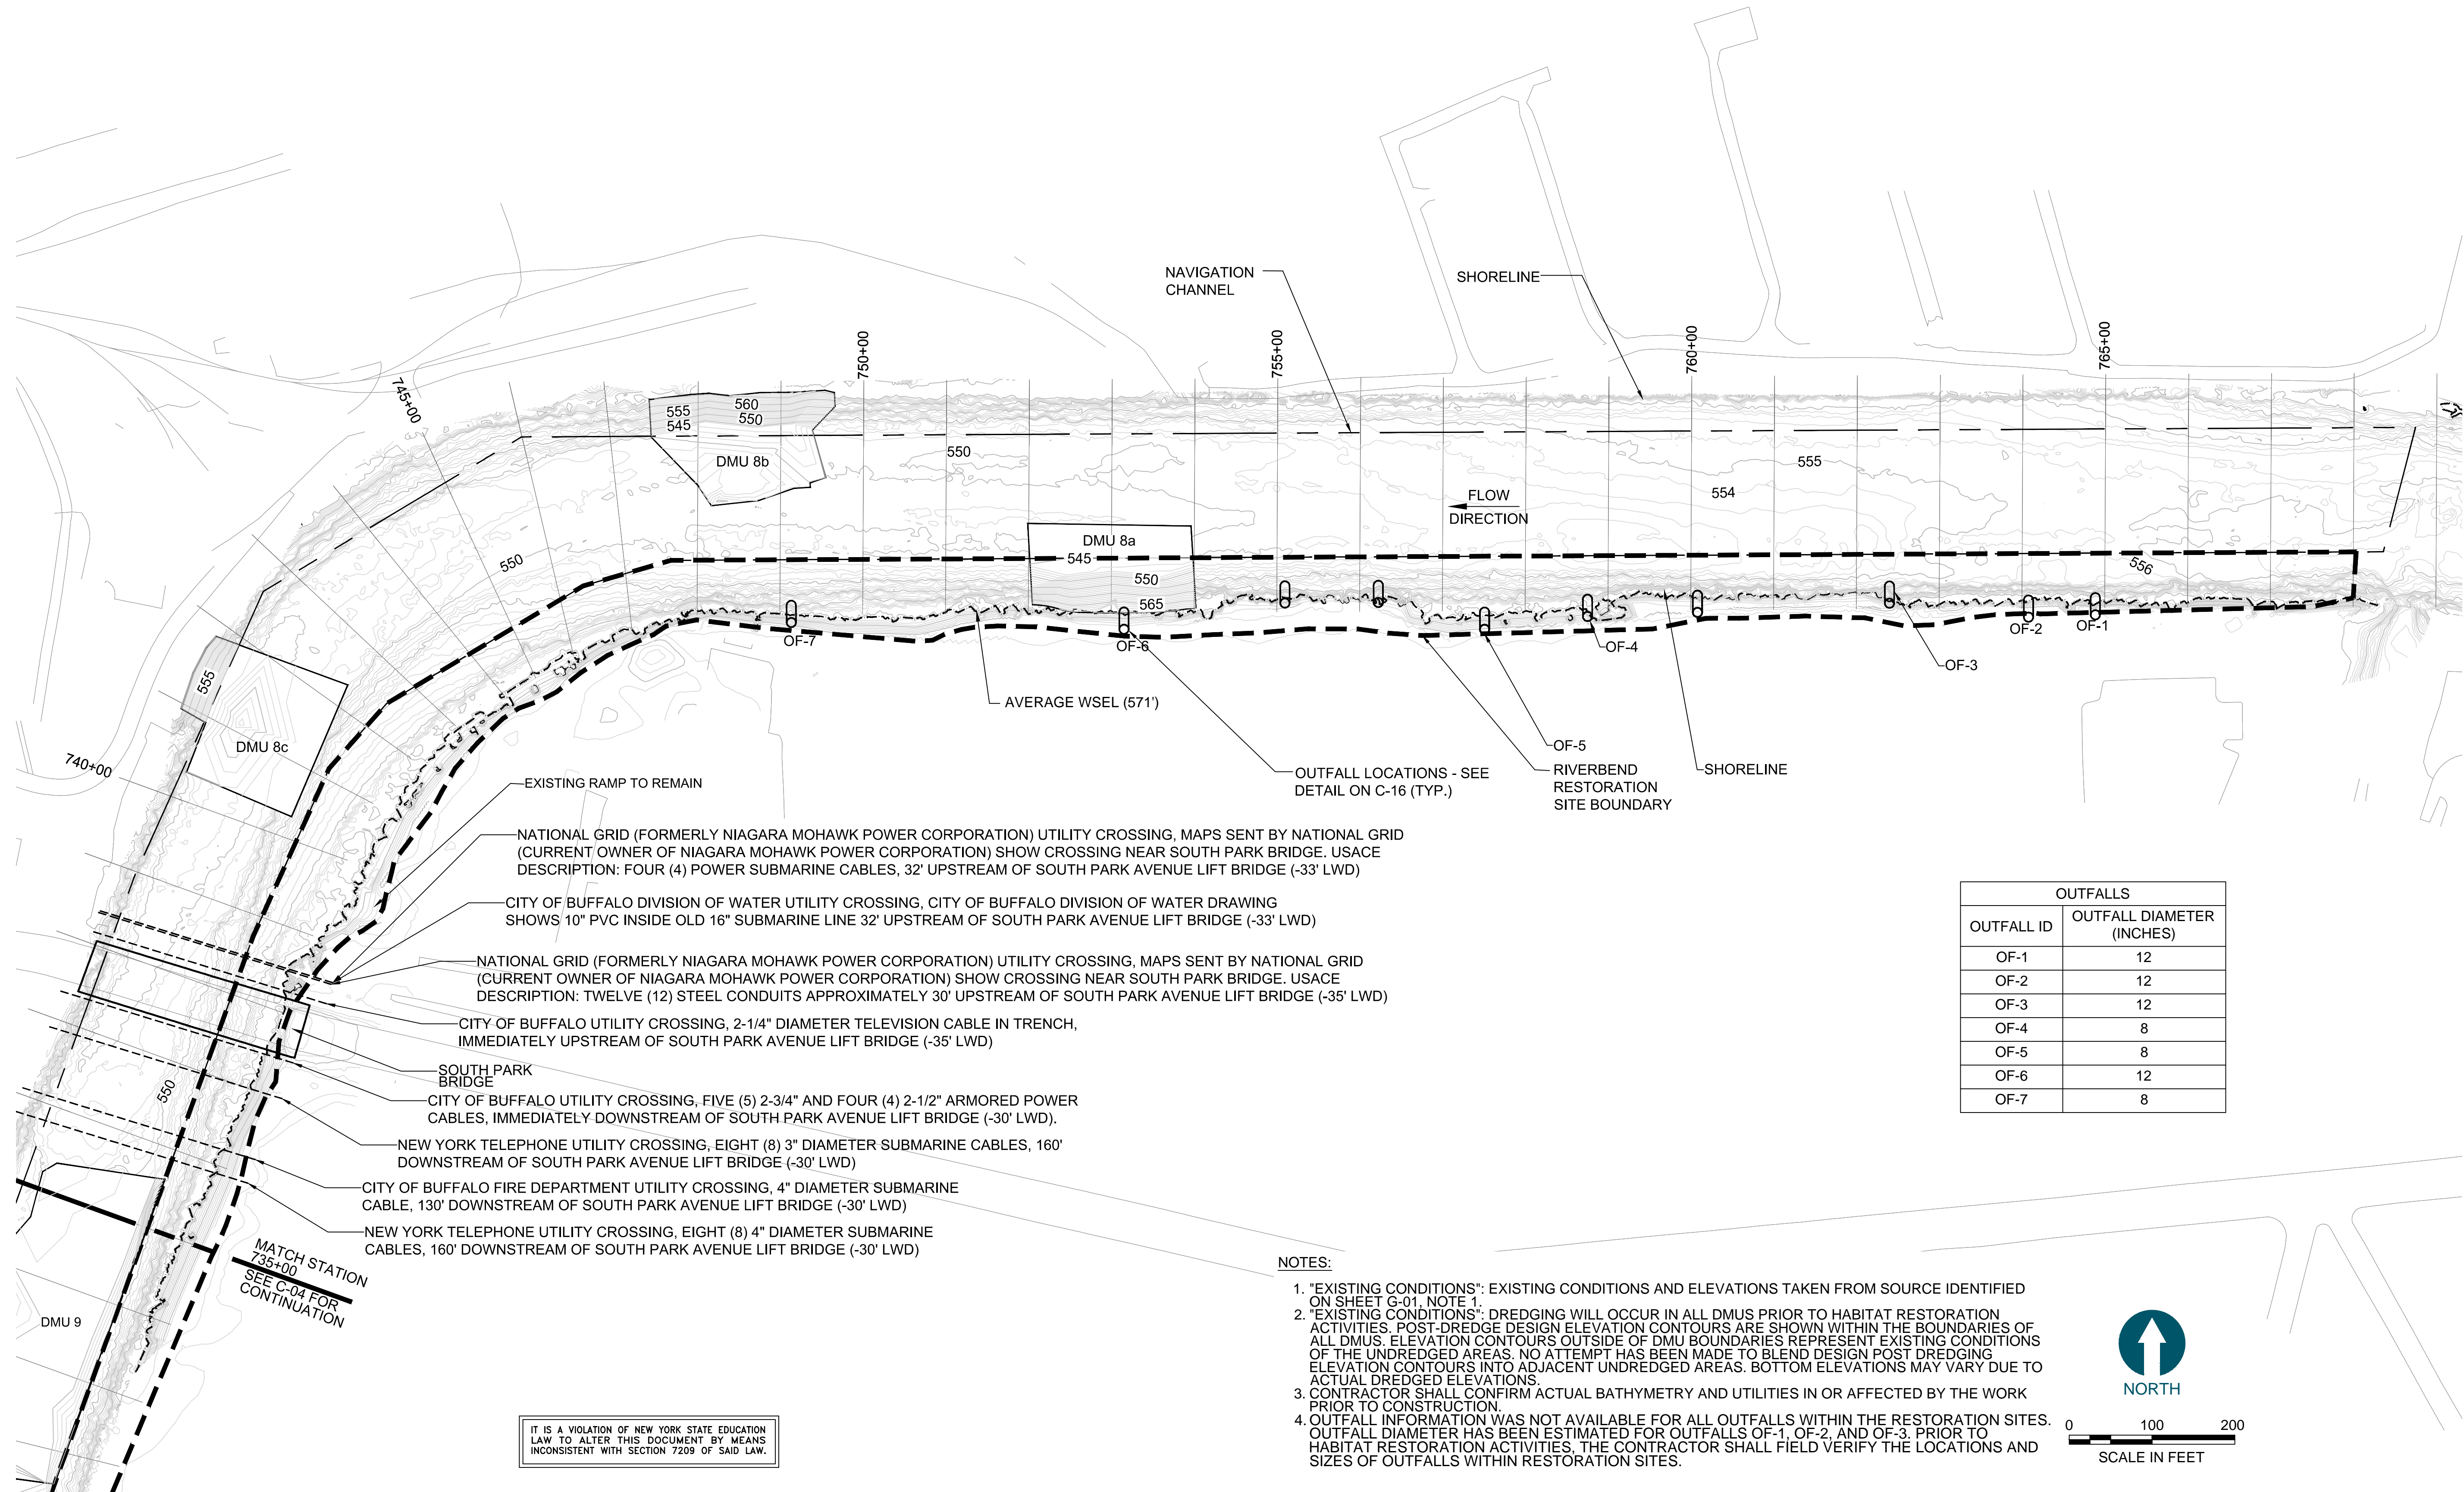 NAVIGATION
CHANNEL
SHORELINE
745+00
750+00
755+00
760+00
765+00
555
560
545
550
DMU 8b
550
555
554
FLOW
DIRECTION
DMU 8a
545
550
565
550
556
OF-7
OF-6
OF-4
OF-2
OF-1
OF-3
AVERAGE WSEL (571')
555
DMU 8c
740+00
OF-5
OUTFALL LOCATIONS - SEE
DETAIL ON C-16 (TYP.)
RIVERBEND
RESTORATION
SITE BOUNDARY
SHORELINE
EXISTING RAMP TO REMAIN
NATIONAL GRID (FORMERLY NIAGARA MOHAWK POWER CORPORATION) UTILITY CROSSING, MAPS SENT BY NATIONAL GRID
(CURRENT OWNER OF NIAGARA MOHAWK POWER CORPORATION) SHOW CROSSING NEAR SOUTH PARK BRIDGE. USACE
DESCRIPTION: FOUR (4) POWER SUBMARINE CABLES, 32' UPSTREAM OF SOUTH PARK AVENUE LIFT BRIDGE (-33' LWD)
CITY OF BUFFALO DIVISION OF WATER UTILITY CROSSING, CITY OF BUFFALO DIVISION OF WATER DRAWING
SHOWS 10" PVC INSIDE OLD 16" SUBMARINE LINE 32' UPSTREAM OF SOUTH PARK AVENUE LIFT BRIDGE (-33' LWD)
NATIONAL GRID (FORMERLY NIAGARA MOHAWK POWER CORPORATION) UTILITY CROSSING, MAPS SENT BY NATIONAL GRID
(CURRENT OWNER OF NIAGARA MOHAWK POWER CORPORATION) SHOW CROSSING NEAR SOUTH PARK BRIDGE. USACE
DESCRIPTION: TWELVE (12) STEEL CONDUITS APPROXIMATELY 30' UPSTREAM OF SOUTH PARK AVENUE LIFT BRIDGE (-35' LWD)
CITY OF BUFFALO UTILITY CROSSING, 2-1/4" DIAMETER TELEVISION CABLE IN TRENCH,
IMMEDIATELY UPSTREAM OF SOUTH PARK AVENUE LIFT BRIDGE (-35' LWD)
SOUTH PARK
BRIDGE
CITY OF BUFFALO UTILITY CROSSING, FIVE (5) 2-3/4" AND FOUR (4) 2-1/2" ARMORED POWER
CABLES, IMMEDIATELY DOWNSTREAM OF SOUTH PARK AVENUE LIFT BRIDGE (-30' LWD).
550
NEW YORK TELEPHONE UTILITY CROSSING, EIGHT (8) 3" DIAMETER SUBMARINE CABLES, 160'
DOWNSTREAM OF SOUTH PARK AVENUE LIFT BRIDGE (-30' LWD)
CITY OF BUFFALO FIRE DEPARTMENT UTILITY CROSSING, 4" DIAMETER SUBMARINE
CABLE, 130' DOWNSTREAM OF SOUTH PARK AVENUE LIFT BRIDGE (-30' LWD)
NEW YORK TELEPHONE UTILITY CROSSING, EIGHT (8) 4" DIAMETER SUBMARINE
CABLES, 160' DOWNSTREAM OF SOUTH PARK AVENUE LIFT BRIDGE (-30' LWD)
MATCH STATION
735+00
SEE C-04 FOR
CONTINUATION
DMU 9
OUTFALLS
OUTFALL ID OUTFALL DIAMETER (INCHES)
OF-1 12
OF-2 12
OF-3 12
OF-4 8
OF-5 8
OF-6 12
OF-7 8
NOTES:
1. "EXISTING CONDITIONS": EXISTING CONDITIONS AND ELEVATIONS TAKEN FROM SOURCE IDENTIFIED
ON SHEET G-01, NOTE 1.
2. "EXISTING CONDITIONS": DREDGING WILL OCCUR IN ALL DMUS PRIOR TO HABITAT RESTORATION
ACTIVITIES. POST-DREDGE DESIGN ELEVATION CONTOURS ARE SHOWN WITHIN THE BOUNDARIES OF
ALL DMUS. ELEVATION CONTOURS OUTSIDE OF DMU BOUNDARIES REPRESENT EXISTING CONDITIONS
OF THE UNDREDGED AREAS. NO ATTEMPT HAS BEEN MADE TO BLEND DESIGN POST DREDGING
ELEVATION CONTOURS INTO ADJACENT UNDREDGED AREAS. BOTTOM ELEVATIONS MAY VARY DUE TO
ACTUAL DREDGED ELEVATIONS.
3. CONTRACTOR SHALL CONFIRM ACTUAL BATHYMETRY AND UTILITIES IN OR AFFECTED BY THE WORK
PRIOR TO CONSTRUCTION.
4. OUTFALL INFORMATION WAS NOT AVAILABLE FOR ALL OUTFALLS WITHIN THE RESTORATION SITES.
OUTFALL DIAMETER HAS BEEN ESTIMATED FOR OUTFALLS OF-1, OF-2, AND OF-3. PRIOR TO
HABITAT RESTORATION ACTIVITIES, THE CONTRACTOR SHALL FIELD VERIFY THE LOCATIONS AND
SIZES OF OUTFALLS WITHIN RESTORATION SITES.
NORTH
0 100 200
SCALE IN FEET
IT IS A VIOLATION OF NEW YORK STATE EDUCATION
LAW TO ALTER THIS DOCUMENT BY MEANS
INCONSISTENT WITH SECTION 7209 OF SAID LAW.